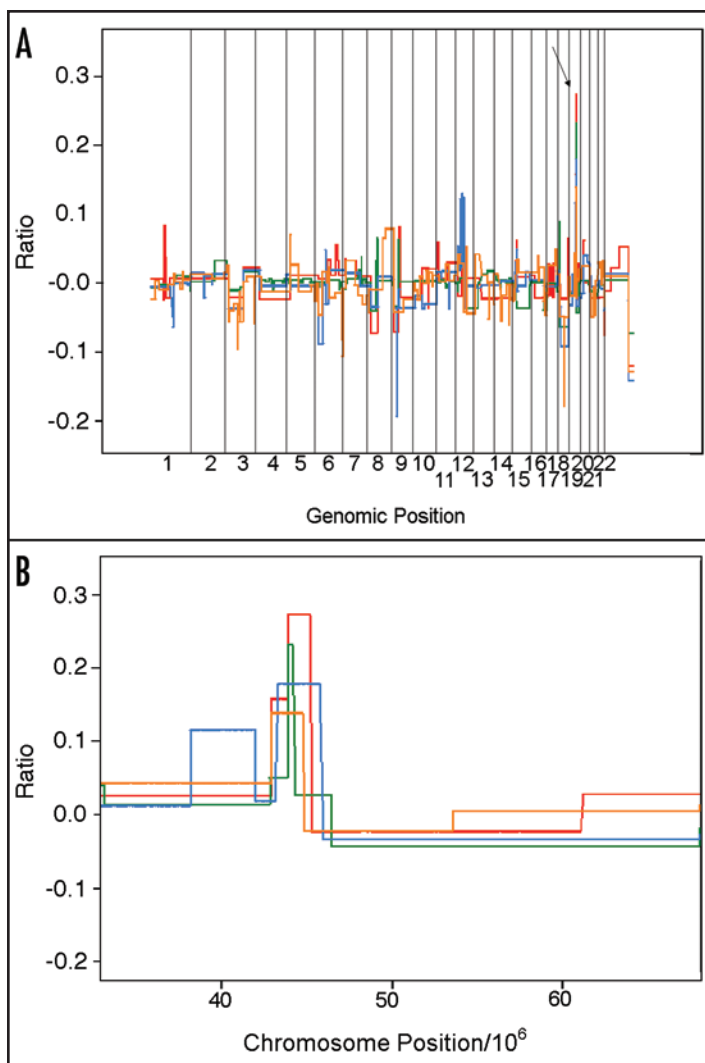 A
0.3
0.2
0.1
-0.0
-0.1
-0.2
Ratio
1 2 3 4 5 6 7 8 9 10 12 14 16 18 20 22
11 13 15 17 19 21
Genomic Position
B
0.3
0.2
0.1
0.0
-0.1
-0.2
Ratio
40 50 60
Chromosome Position/10⁶